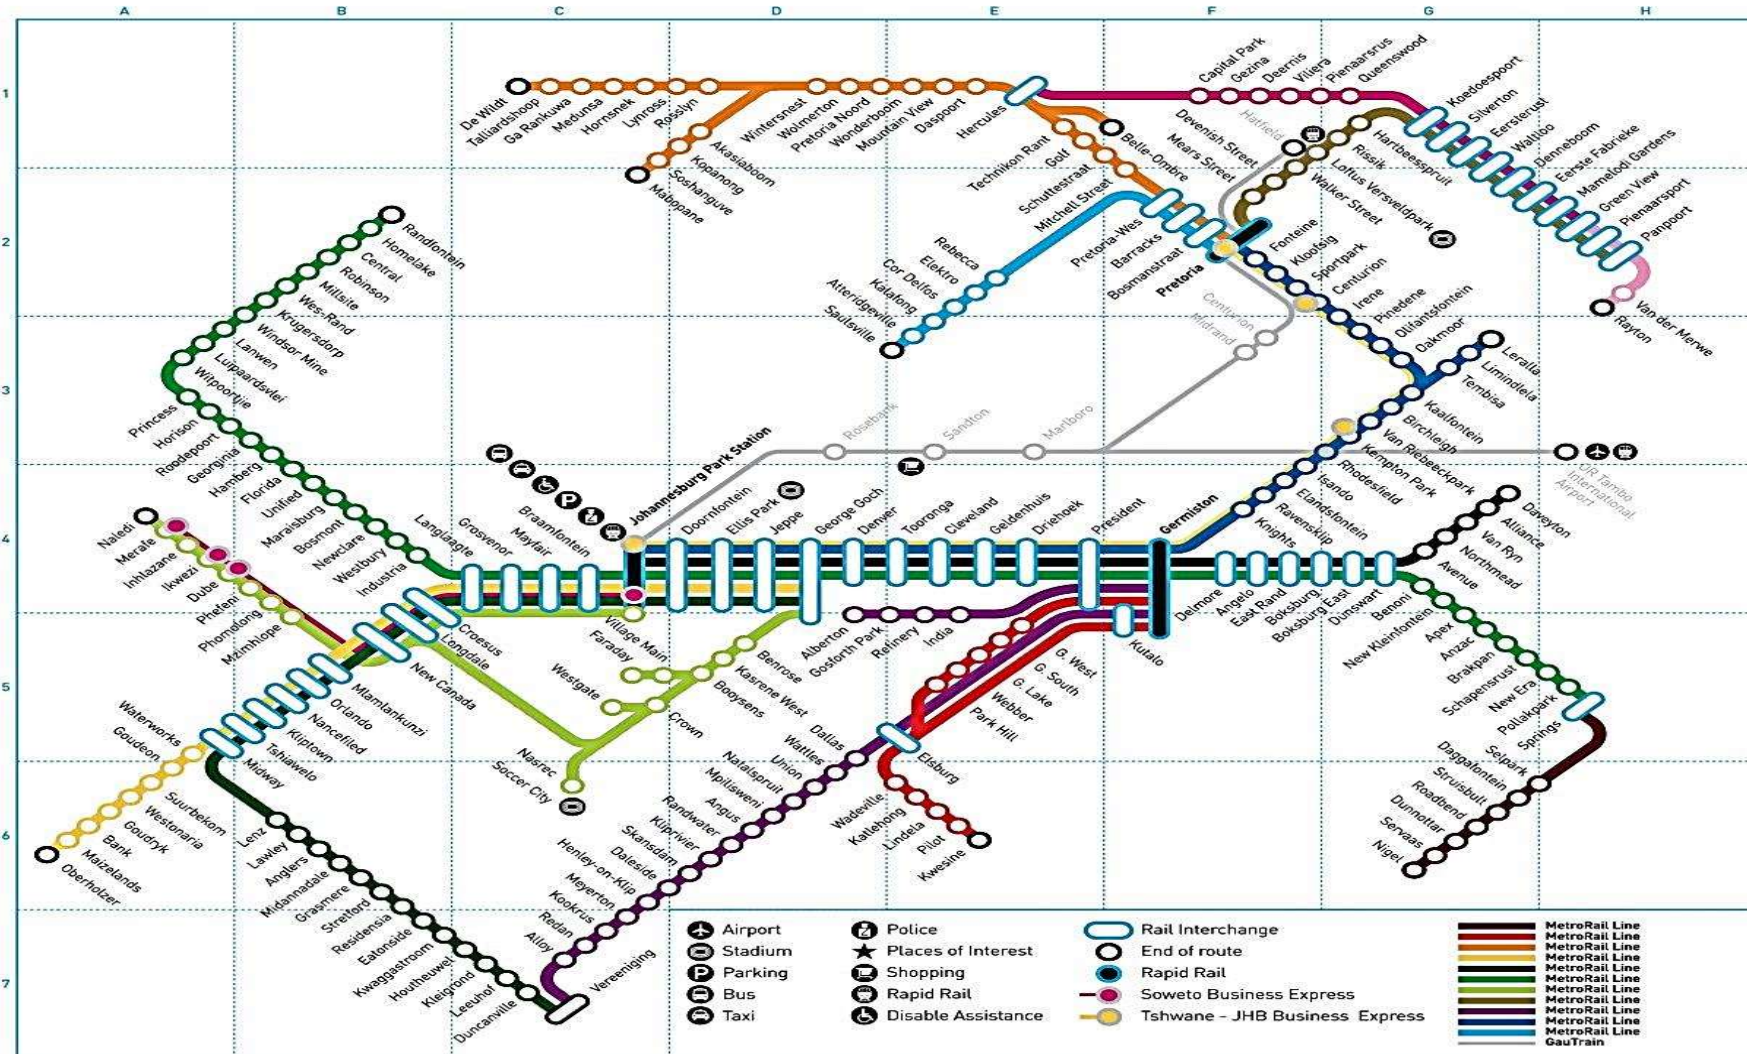 A B C D E F G H
1
2
3
4
5
6
7
De Wildt
Taillardshoop
Ga Rankuwa
Medunsa
Hornsnek
Lynross
Rosslyn
Wintersnest
Wolmerton
Pretoria Noord
Wonderboom
Mountain View
Daspoort
Hercules
Akasiaboom
Kopanong
Soshanguve
Mabopane
Capital Park
Gezina
Deernis
Viliera
Pienaarsrus
Queenswood
Koedoespoort
Silverton
Eersterust
Waltloo
Denneboom
Eerste Fabrieke
Mamelodi Gardens
Green View
Pienaarsport
Panpoort
Van der Merwe
Rayton
Technikon Rant
Golf
Schuttestraat
Mitchell Street
Belle-Ombre
Devenish Street
Mears Street
Hatfield
Hartbeesspruit
Rissik
Loftus Versveldpark
Walker Street
Pretoria-Wes
Barracks
Bosmanstraat
Pretoria
Rebecca
Elektro
Cor Delfos
Kalafong
Atteridgeville
Saulsville
Fonteine
Kloofsig
Sportpark
Centurion
Irene
Pinedene
Olifantsfontein
Oakmoor
Centurion
Midrand
Leralla
Limindlela
Tembisa
Kaalfontein
Birchleigh
Van Riebeeckpark
Kempton Park
Rhodesfield
Isando
Elandsfontein
Ravensklip
Knights
Randfontein
Homelake
Central
Robinson
Millsite
Wes-Rand
Krugersdorp
Windsor Mine
Lanwen
Luipaardsvlei
Witpoortjie
Princess
Horison
Roodepoort
Georginia
Hamberg
Florida
Unified
Maraisburg
Bosmont
Newclare
Westbury
Industria
Langlaagte
Grosvenor
Mayfair
Braamfontein
P
Johannesburg Park Station
Rosebank
Sandton
Marlboro
OR Tambo
International
Airport
Doornfontein
Ellis Park
Jeppe
George Goch
Denver
Tooronga
Cleveland
Geldenhuis
Driehoek
President
Germiston
Naledi
Merafe
Inhlazane
Ikwezi
Dube
Phefeni
Phomolong
Mzimhlope
Croesus
Longdale
New Canada
Mlamlankunzi
Orlando
Nancefiled
Kliptown
Tshiawelo
Midway
Waterworks
Goudeon
Suurbekom
Westonaria
Goudryk
Bank
Maizelands
Oberholzer
Lenz
Lawley
Anglers
Midannadale
Grasmere
Stretford
Residensia
Eatonside
Kwaggastroom
Houtheuwel
Kleigrond
Leeuhof
Duncanville
Vereeniging
Village Main
Faraday
Westgate
Benrose
Kasrene West
Booysens
Crown
Nasrec
Soccer City
Alberton
Gosforth Park
Refinery
India
G. West
G. South
G. Lake
Webber
Park Hill
Kutalo
Elsburg
Dallas
Wattles
Union
Natalspruit
Mpilisweni
Angus
Randwater
Kliprivier
Skansdam
Daleside
Henley-on-Klip
Meyerton
Kookrus
Redan
Alloy
Wadeville
Katlehong
Lindela
Pilot
Kwesine
Delmore
Angelo
East Rand
Boksburg
Boksburg East
Dunswart
Benoni
Daveyton
Alliance
Van Ryn
Northmead
Avenue
New Kleinfontein
Apex
Anzac
Brakpan
Schapensrust
New Era
Pollakpark
Springs
Selpark
Daggafontein
Struisbult
Roadbend
Dunnottar
Servaas
Nigel
Airport
Stadium
P Parking
Bus
Taxi
Police
Places of Interest
Shopping
Rapid Rail
Disable Assistance
Rail Interchange
End of route
Rapid Rail
Soweto Business Express
Tshwane - JHB Business Express
MetroRail Line
MetroRail Line
MetroRail Line
MetroRail Line
MetroRail Line
MetroRail Line
MetroRail Line
MetroRail Line
MetroRail Line
MetroRail Line
MetroRail Line
GauTrain